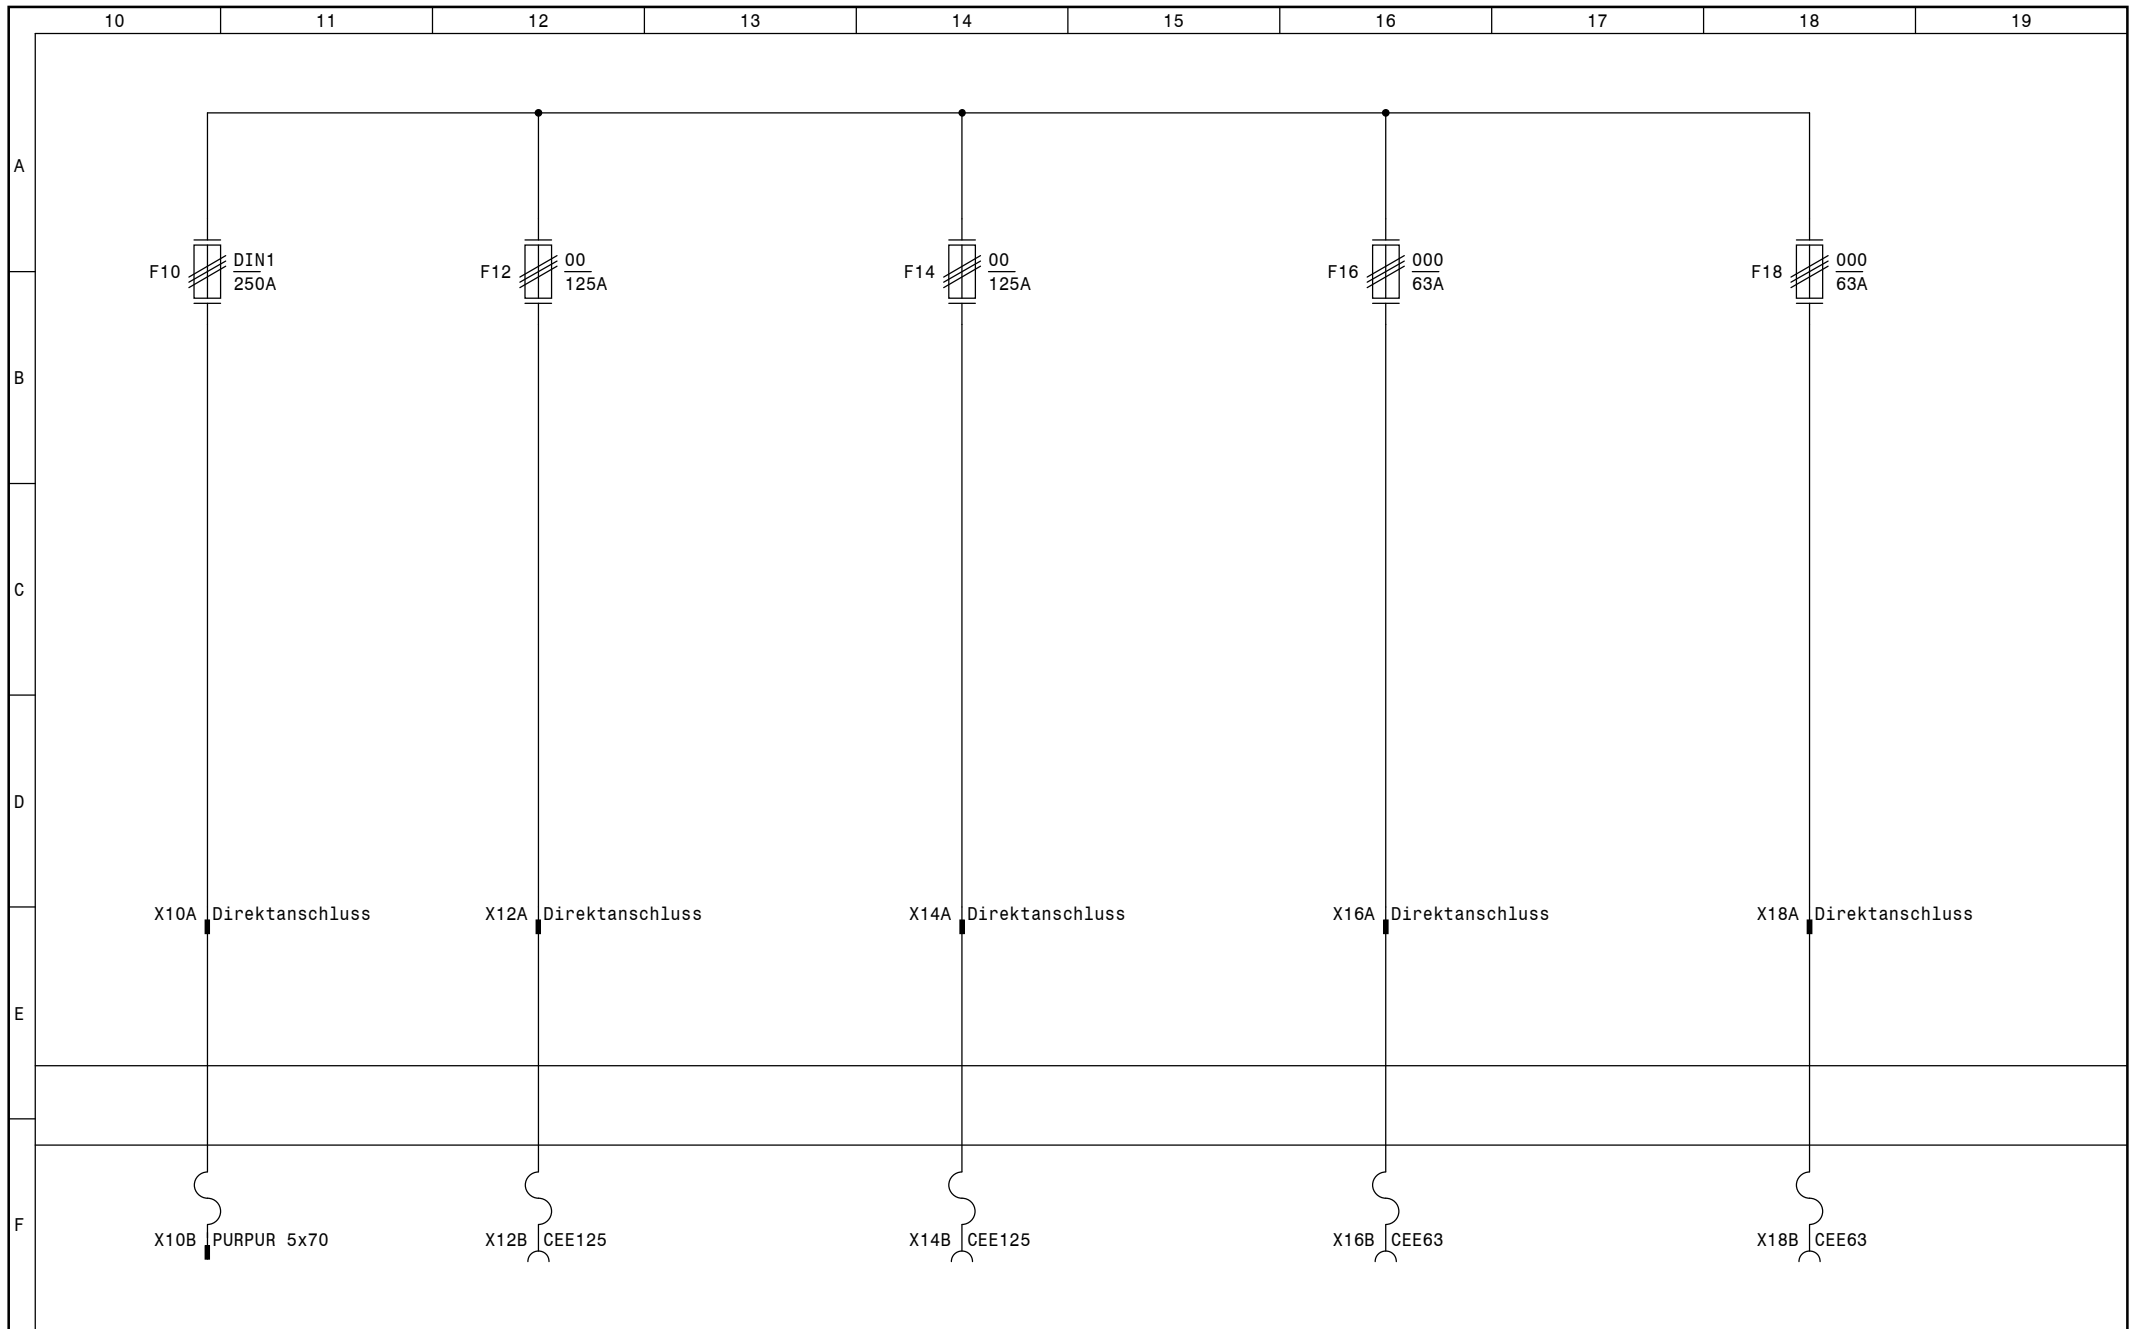 10 11 12 13 14 15 16 17 18 19
A
DIN1 00 00 000 000
F10 F12 F14 F16 F18
250A 125A 125A 63A 63A
B
C
D
X10A Direktanschluss X12A Direktanschluss X14A Direktanschluss X16A Direktanschluss X18A Direktanschluss
E
F
X10B PURPUR 5x70 X12B CEE125 X14B CEE125 X16B CEE63 X18B CEE63